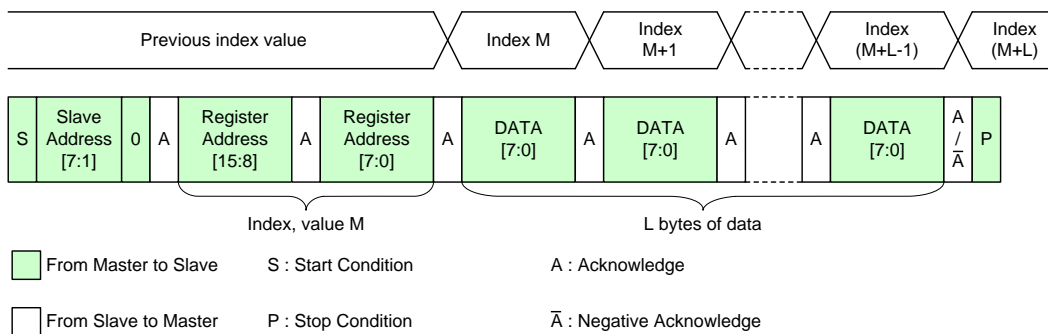 Previous index value
Index M
Index
M+1
Index
(M+L-1)
Index
(M+L)
S
Slave
Address
[7:1]
0
A
Register
Address
[15:8]
A
Register
Address
[7:0]
A
DATA
[7:0]
A
DATA
[7:0]
A
A
DATA
[7:0]
A
/
A̅
P
Index, value M
L bytes of data
From Master to Slave
S : Start Condition
A : Acknowledge
From Slave to Master
P : Stop Condition
A̅ : Negative Acknowledge